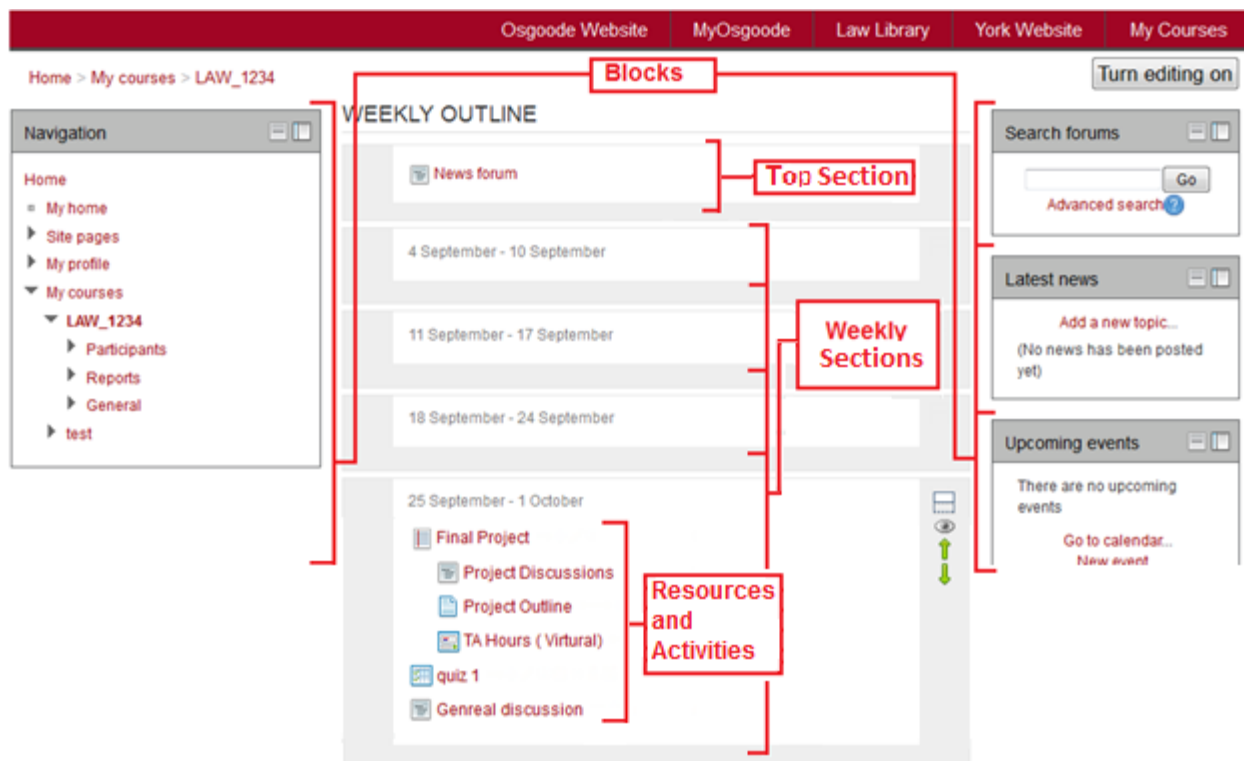 Osgoode Website MyOsgoode Law Library York Website My Courses
Home > My courses > LAW_1234
Blocks
Turn editing on
Navigation
Home
My home
Site pages
My profile
My courses
LAW_1234
Participants
Reports
General
test
WEEKLY OUTLINE
News forum
Top Section
4 September - 10 September
11 September - 17 September
Weekly
Sections
18 September - 24 September
25 September - 1 October
Final Project
Project Discussions
Project Outline
TA Hours ( Virtural)
quiz 1
Genreal discussion
Resources
and
Activities
Search forums
Go
Advanced search ?
Latest news
Add a new topic...
(No news has been posted
yet)
Upcoming events
There are no upcoming
events
Go to calendar...
New event